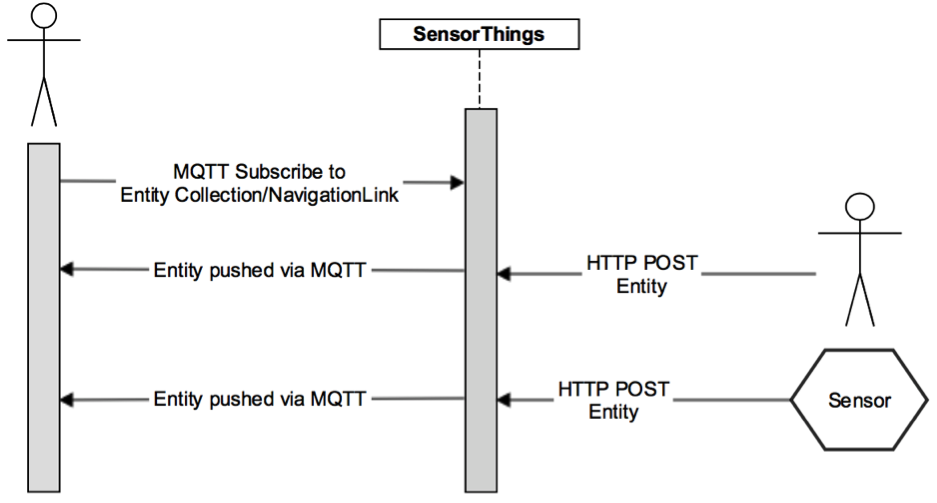 SensorThings
MQTT Subscribe to
Entity Collection/NavigationLink
Entity pushed via MQTT
HTTP POST
Entity
Entity pushed via MQTT
HTTP POST
Entity
Sensor